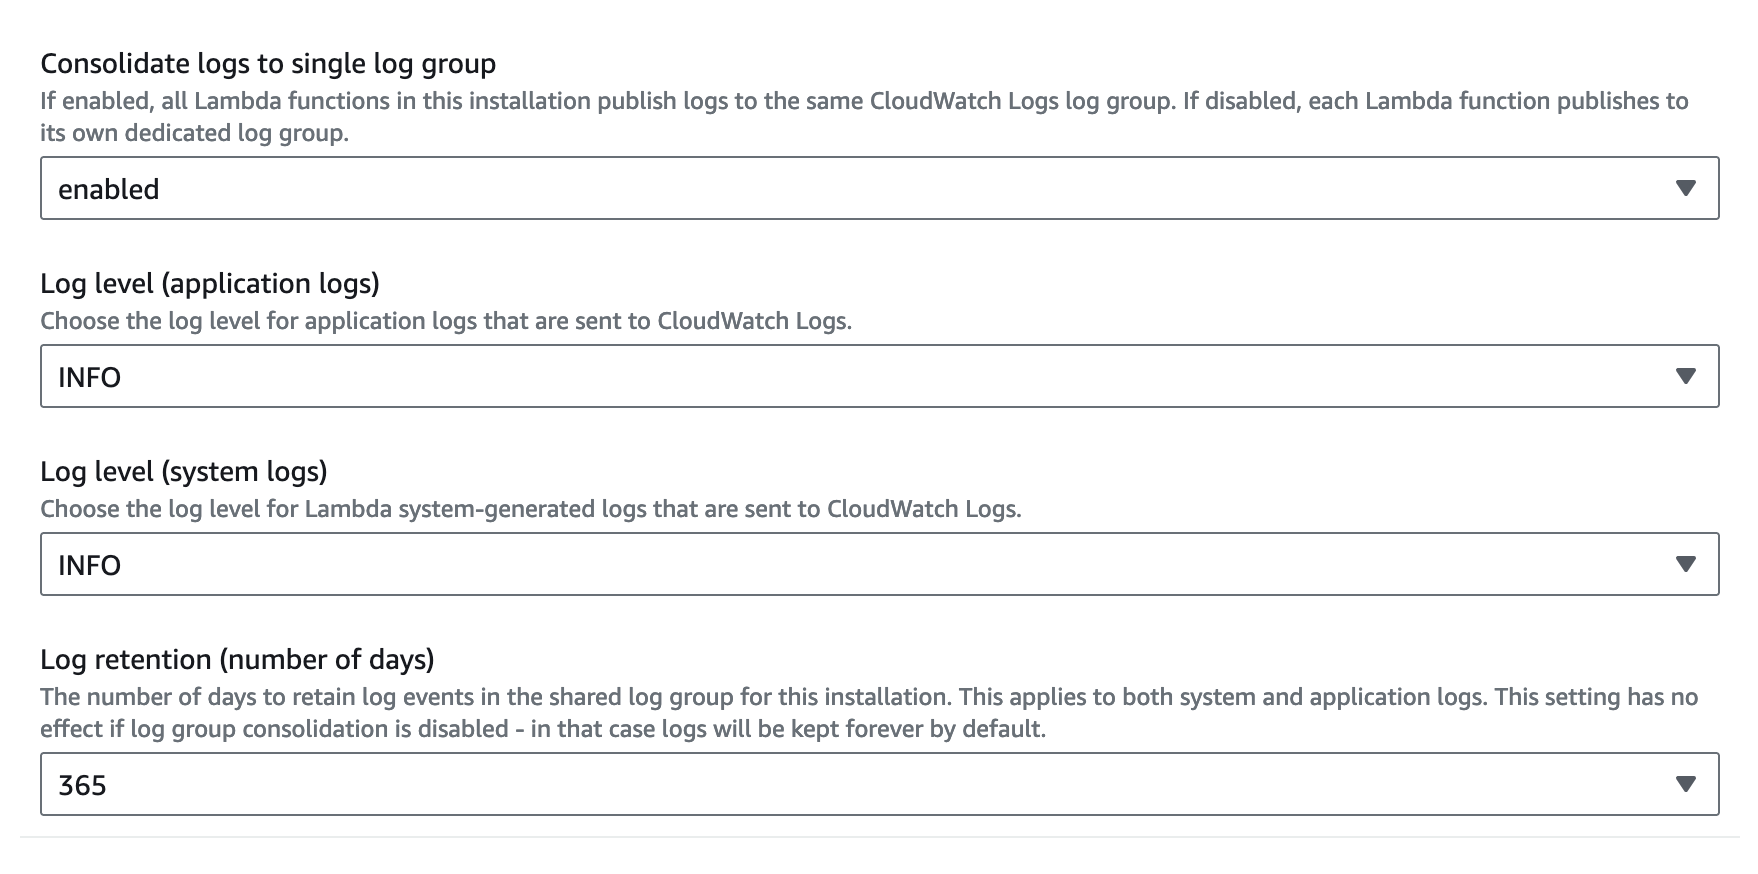 Consolidate logs to single log group
If enabled, all Lambda functions in this installation publish logs to the same CloudWatch Logs log group. If disabled, each Lambda function publishes to
its own dedicated log group.
enabled
Log level (application logs)
Choose the log level for application logs that are sent to CloudWatch Logs.
INFO
Log level (system logs)
Choose the log level for Lambda system-generated logs that are sent to CloudWatch Logs.
INFO
Log retention (number of days)
The number of days to retain log events in the shared log group for this installation. This applies to both system and application logs. This setting has no
effect if log group consolidation is disabled - in that case logs will be kept forever by default.
365